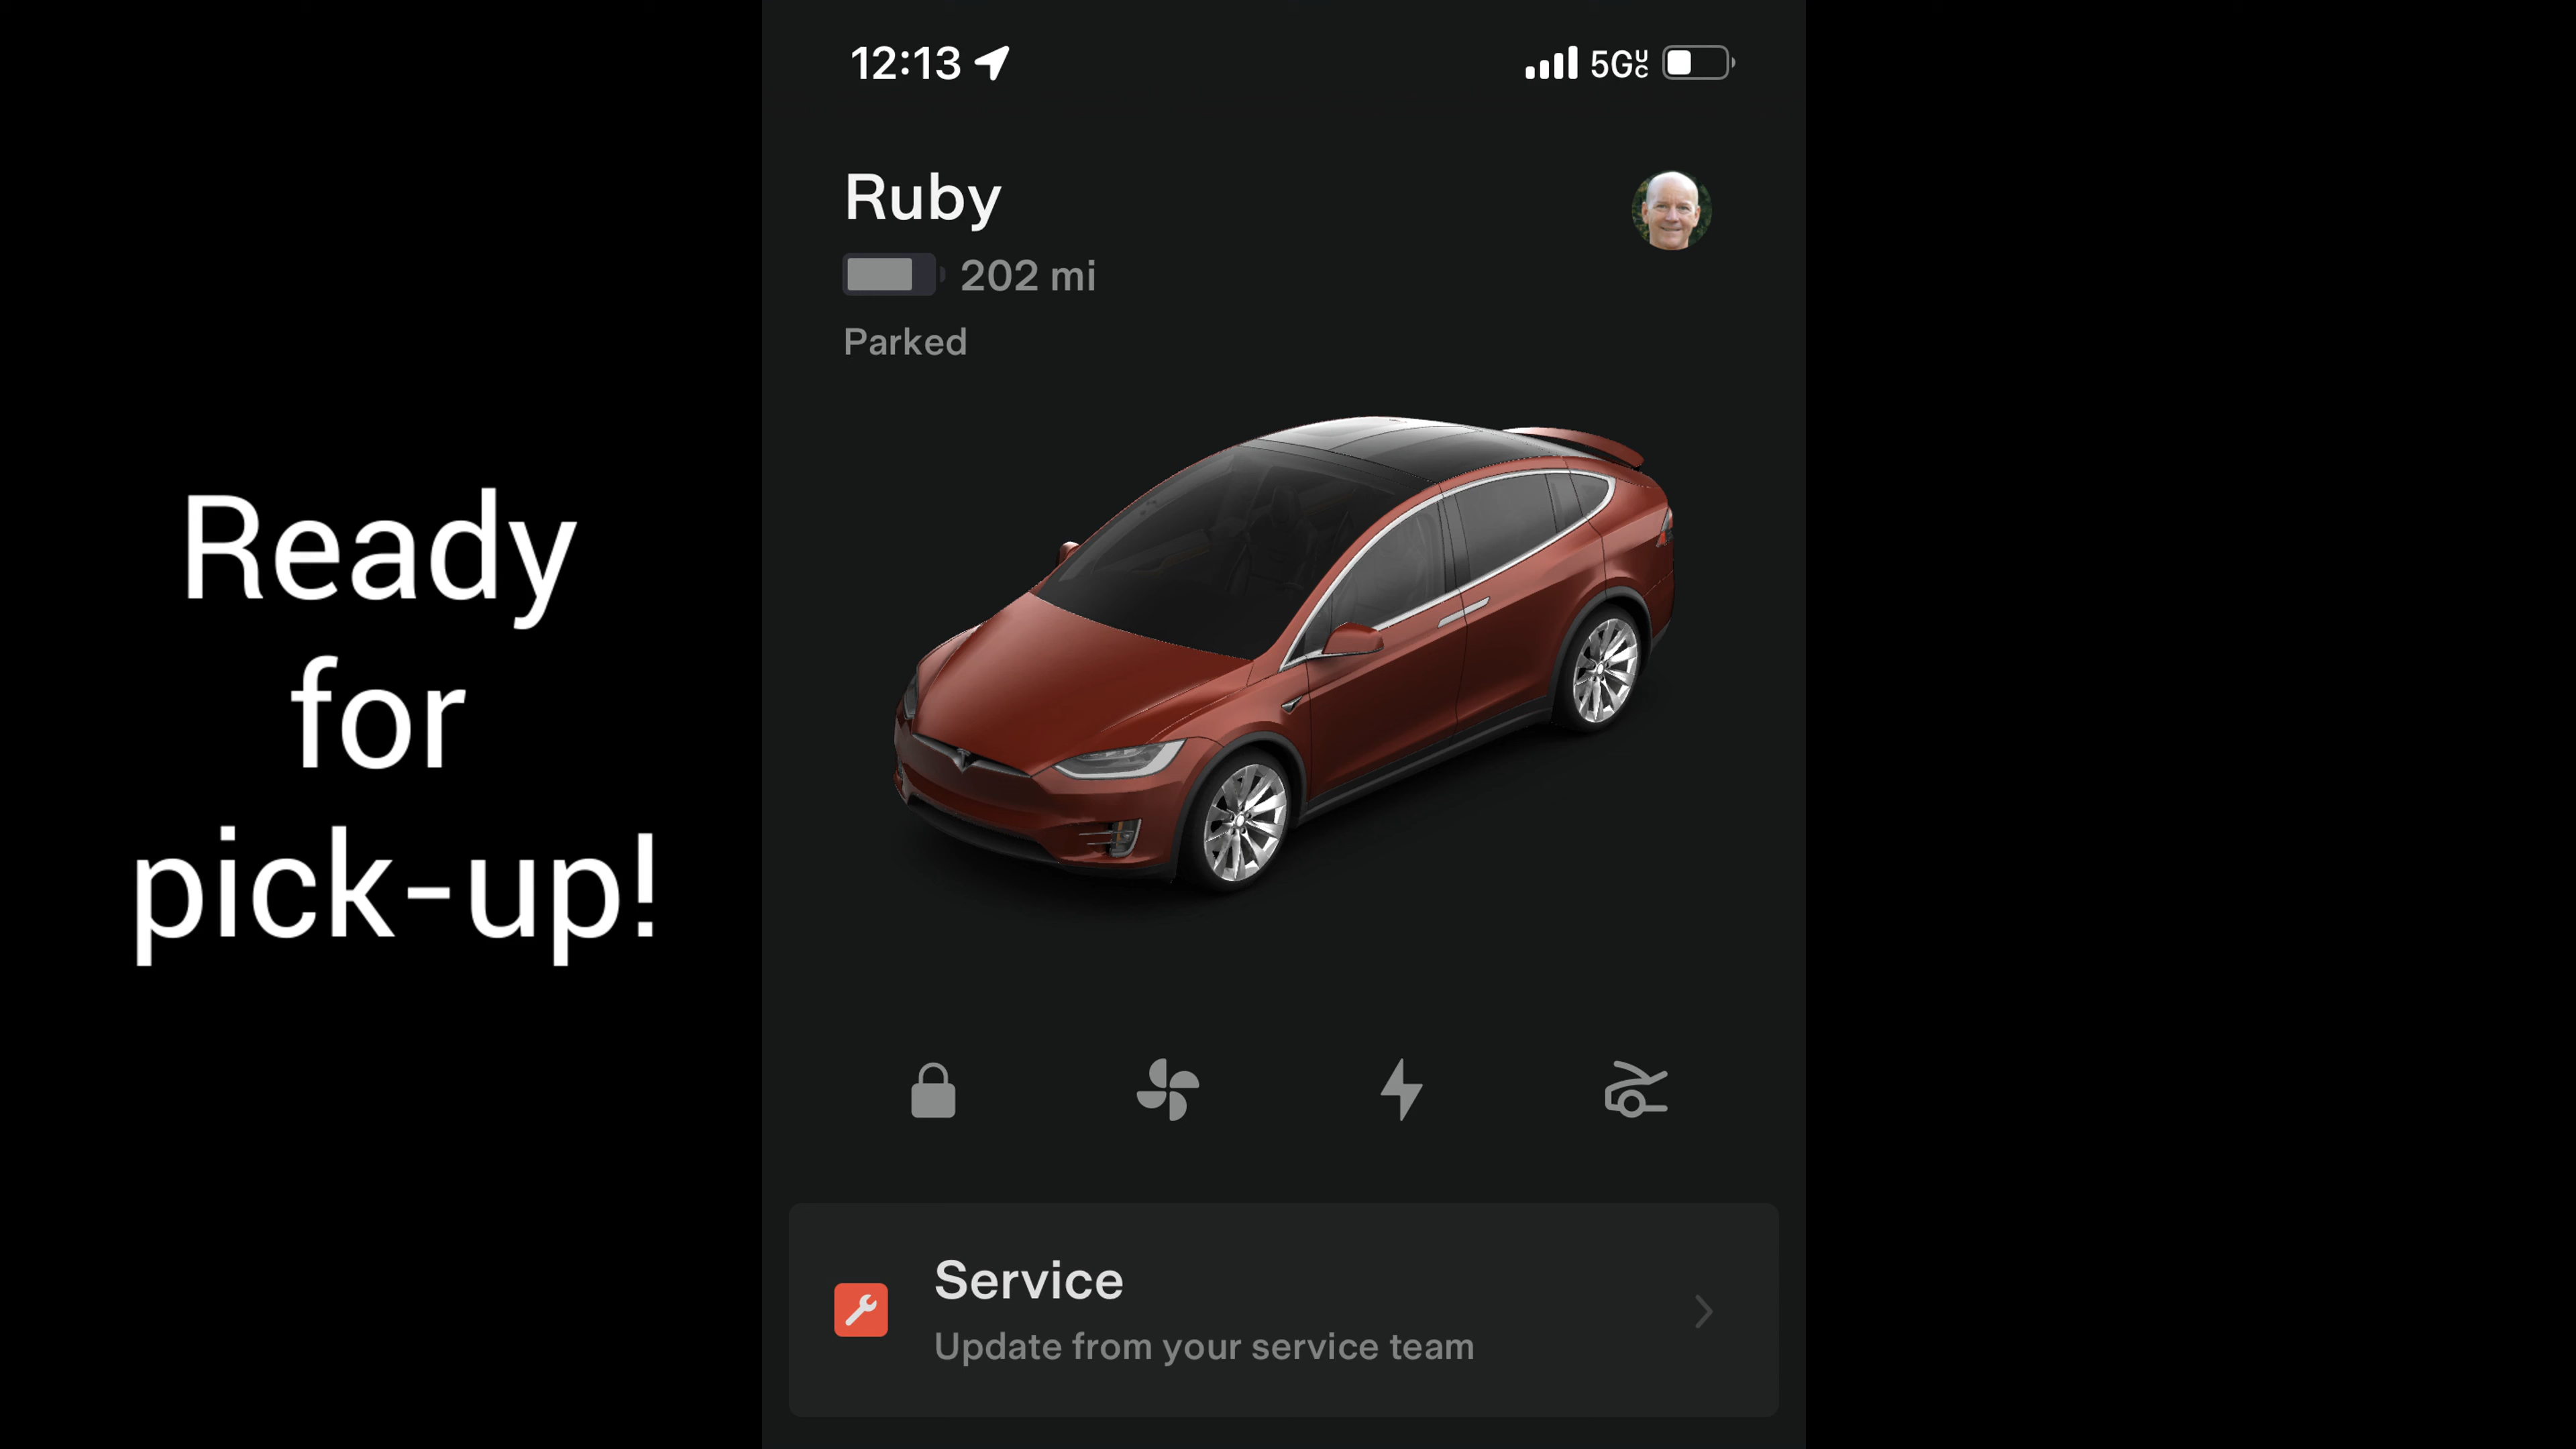 Ready
for
pick-up!
12:13
5G UC
Ruby
202 mi
Parked
Service
Update from your service team